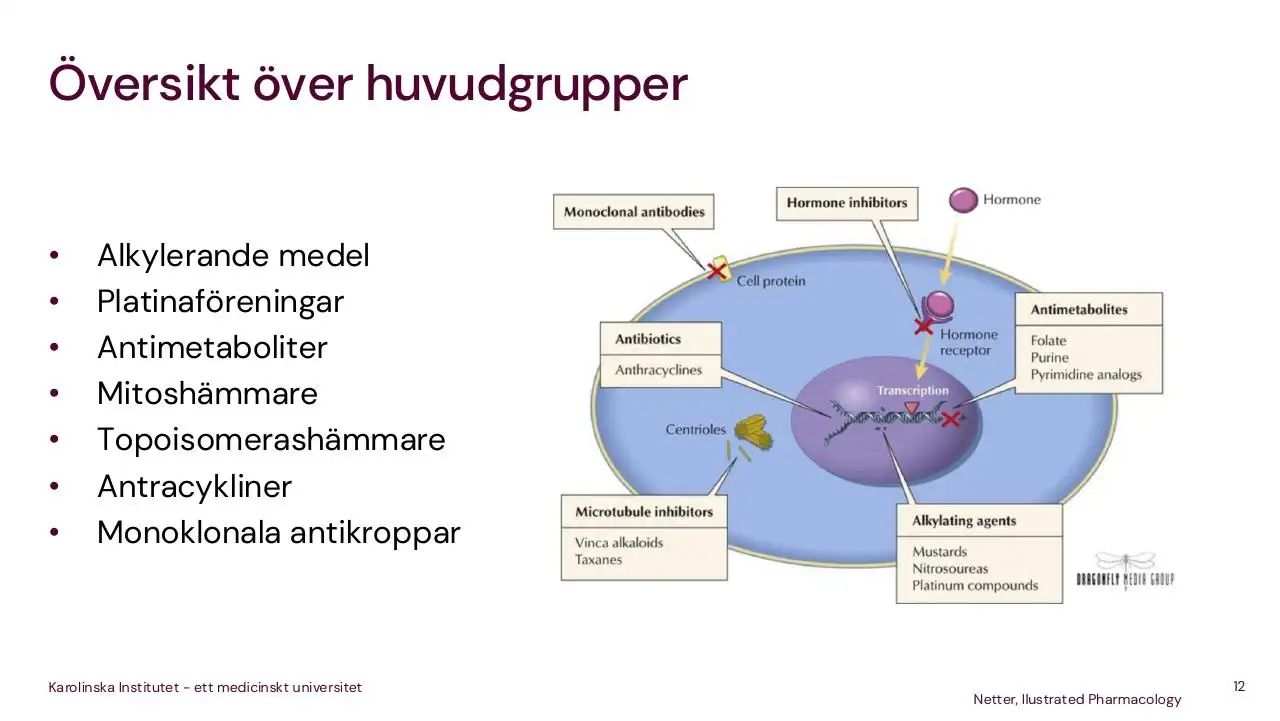 Översikt över huvudgrupper
• Alkylerande medel
• Platinaföreningar
• Antimetaboliter
• Mitoshämmare
• Topoisomerashämmare
• Antracykliner
• Monoklonala antikroppar
Monoclonal antibodies
Hormone inhibitors
Hormone
Cell protein
Hormone
receptor
Antimetabolites
Folate
Purine
Pyrimidine analogs
Antibiotics
Anthracyclines
Transcription
Centrioles
Microtubule inhibitors
Vinca alkaloids
Taxanes
Alkylating agents
Mustards
Nitrosoureas
Platinum compounds
DRAGONFLY MEDIA GROUP
Karolinska Institutet - ett medicinskt universitet
Netter, Ilustrated Pharmacology
12